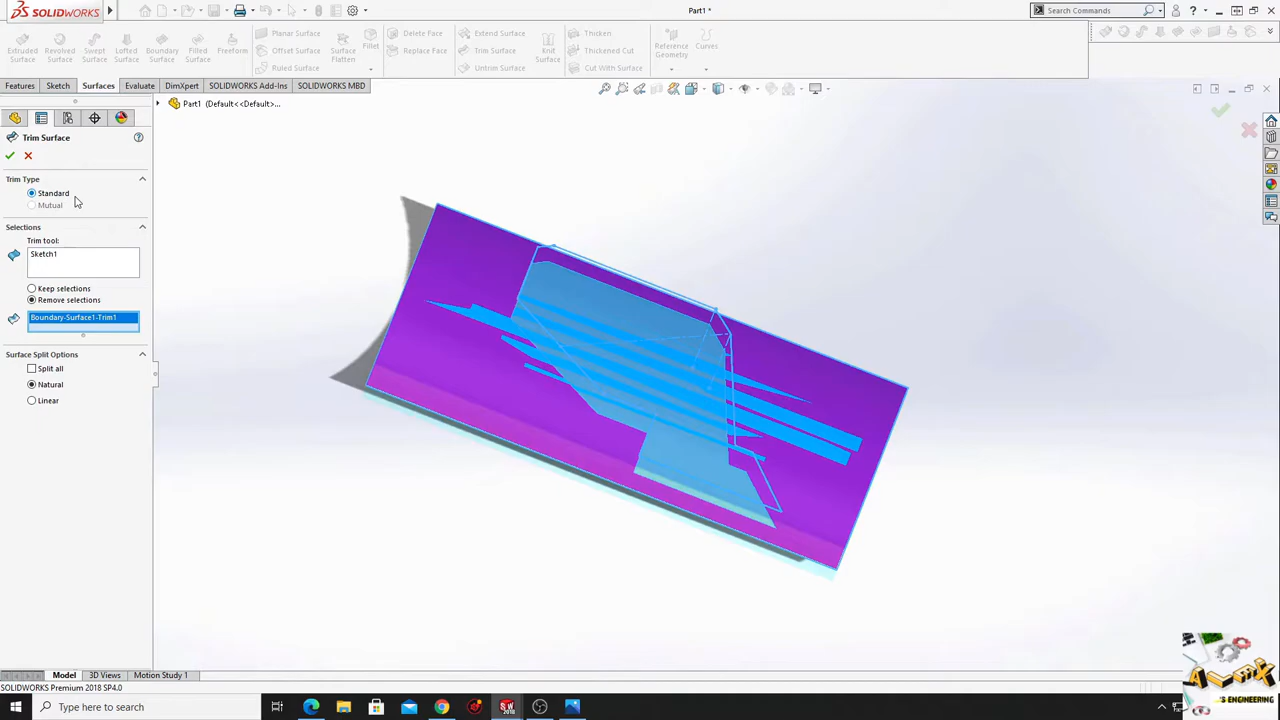 SOLIDWORKS
Part1 *
Search Commands
Extruded Surface
Revolved Surface
Swept Surface
Lofted Surface
Boundary Surface
Filled Surface
Freeform
Planar Surface
Offset Surface
Ruled Surface
Surface Flatten
Fillet
Delete Face
Replace Face
Extend Surface
Trim Surface
Untrim Surface
Knit Surface
Thicken
Thickened Cut
Cut With Surface
Reference Geometry
Curves
Features
Sketch
Surfaces
Evaluate
DimXpert
SOLIDWORKS Add-Ins
SOLIDWORKS MBD
Part1 (Default<<Default>...
Trim Surface
Trim Type
Standard
Mutual
Selections
Trim tool:
Sketch1
Keep selections
Remove selections
Boundary-Surface1-Trim1
Surface Split Options
Split all
Natural
Linear
Model
3D Views
Motion Study 1
SOLIDWORKS Premium 2018 SP4.0
Type here to search
'S ENGINEERING